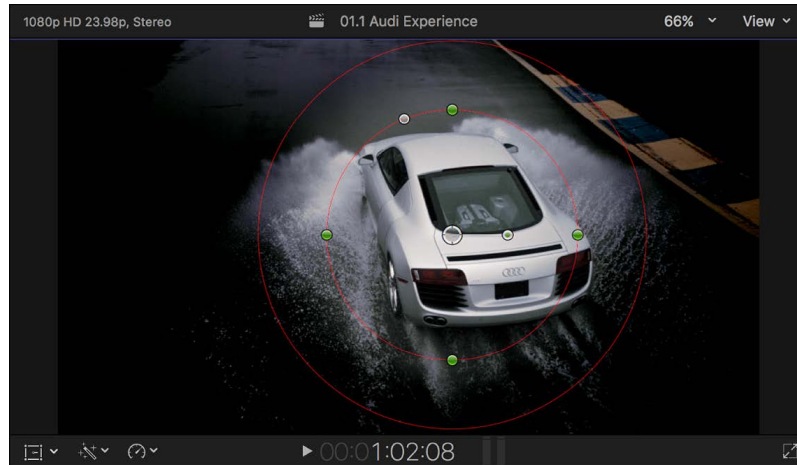 1080p HD 23.98p, Stereo
01.1 Audi Experience
66%
View
00:01:02:08